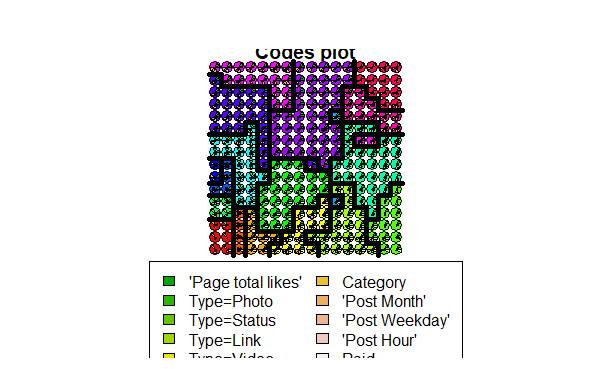 Codes plot
'Page total likes' Category
Type=Photo 'Post Month'
Type=Status 'Post Weekday'
Type=Link 'Post Hour'
Type=Video Paid